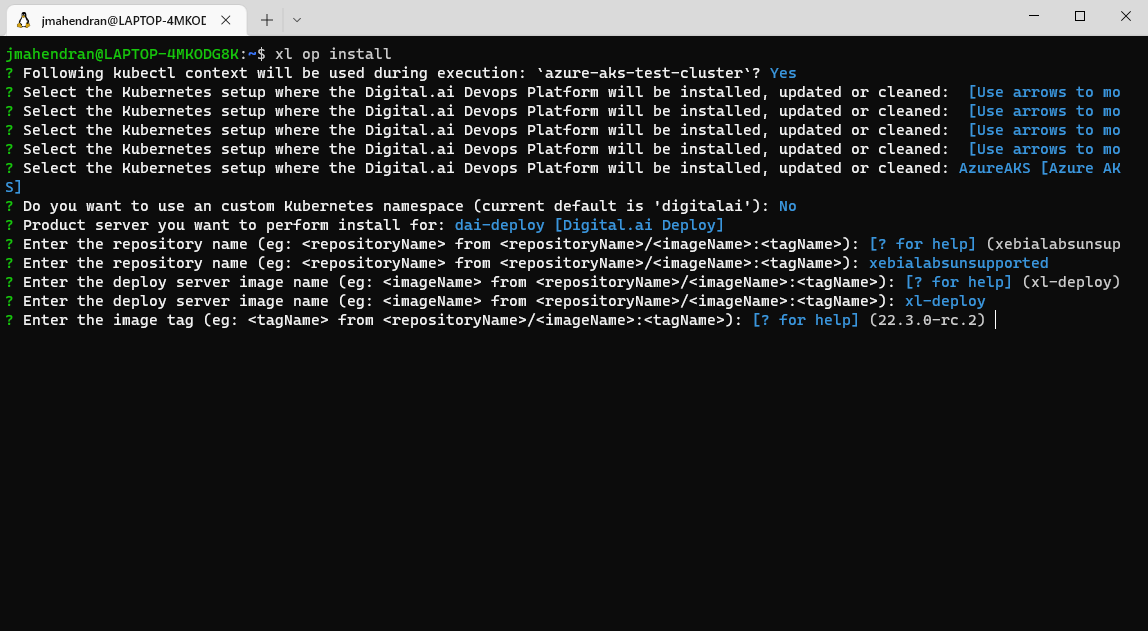 jmahendran@LAPTOP-4MKOD
jmahendran@LAPTOP-4MKODG8K:~$ xl op install
? Following kubectl context will be used during execution: `azure-aks-test-cluster`? Yes
? Select the Kubernetes setup where the Digital.ai Devops Platform will be installed, updated or cleaned:  [Use arrows to mo
? Select the Kubernetes setup where the Digital.ai Devops Platform will be installed, updated or cleaned:  [Use arrows to mo
? Select the Kubernetes setup where the Digital.ai Devops Platform will be installed, updated or cleaned:  [Use arrows to mo
? Select the Kubernetes setup where the Digital.ai Devops Platform will be installed, updated or cleaned:  [Use arrows to mo
? Select the Kubernetes setup where the Digital.ai Devops Platform will be installed, updated or cleaned: AzureAKS [Azure AK
S]
? Do you want to use an custom Kubernetes namespace (current default is 'digitalai'): No
? Product server you want to perform install for: dai-deploy [Digital.ai Deploy]
? Enter the repository name (eg: <repositoryName> from <repositoryName>/<imageName>:<tagName>): [? for help] (xebialabsunsup
? Enter the repository name (eg: <repositoryName> from <repositoryName>/<imageName>:<tagName>): xebialabsunsupported
? Enter the deploy server image name (eg: <imageName> from <repositoryName>/<imageName>:<tagName>): [? for help] (xl-deploy)
? Enter the deploy server image name (eg: <imageName> from <repositoryName>/<imageName>:<tagName>): xl-deploy
? Enter the image tag (eg: <tagName> from <repositoryName>/<imageName>:<tagName>): [? for help] (22.3.0-rc.2)